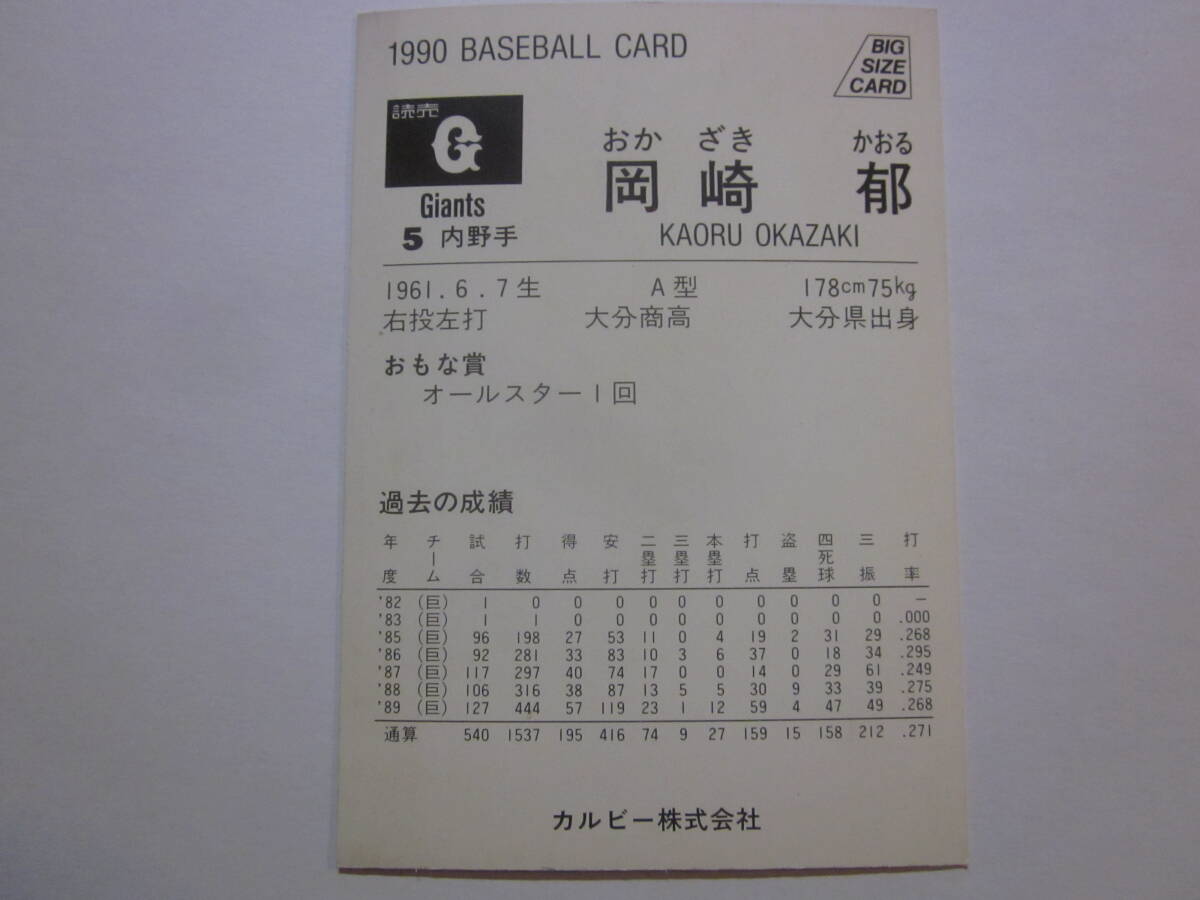 1990 BASEBALL CARD
BIG
SIZE
CARD
読売
G
Giants
5 内野手
おか ざき かおる
岡崎 郁
KAORU OKAZAKI
1961.6.7生 A型 178cm75kg
右投左打 大分商高 大分県出身
おもな賞
オールスター1回
過去の成績
年度 チーム 試合 打数 得点 安打 二塁打 三塁打 本塁打 打点 盗塁 四死球 三振 打率
'82 (巨) 1 0 0 0 0 0 0 0 0 0 0 —
'83 (巨) 1 1 0 0 0 0 0 0 0 0 0 .000
'85 (巨) 96 198 27 53 11 0 4 19 2 31 29 .268
'86 (巨) 92 281 33 83 10 3 6 37 0 18 34 .295
'87 (巨) 117 297 40 74 17 0 0 14 0 29 61 .249
'88 (巨) 106 316 38 87 13 5 5 30 9 33 39 .275
'89 (巨) 127 444 57 119 23 1 12 59 4 47 49 .268
通算 540 1537 195 416 74 9 27 159 15 158 212 .271
カルビー株式会社